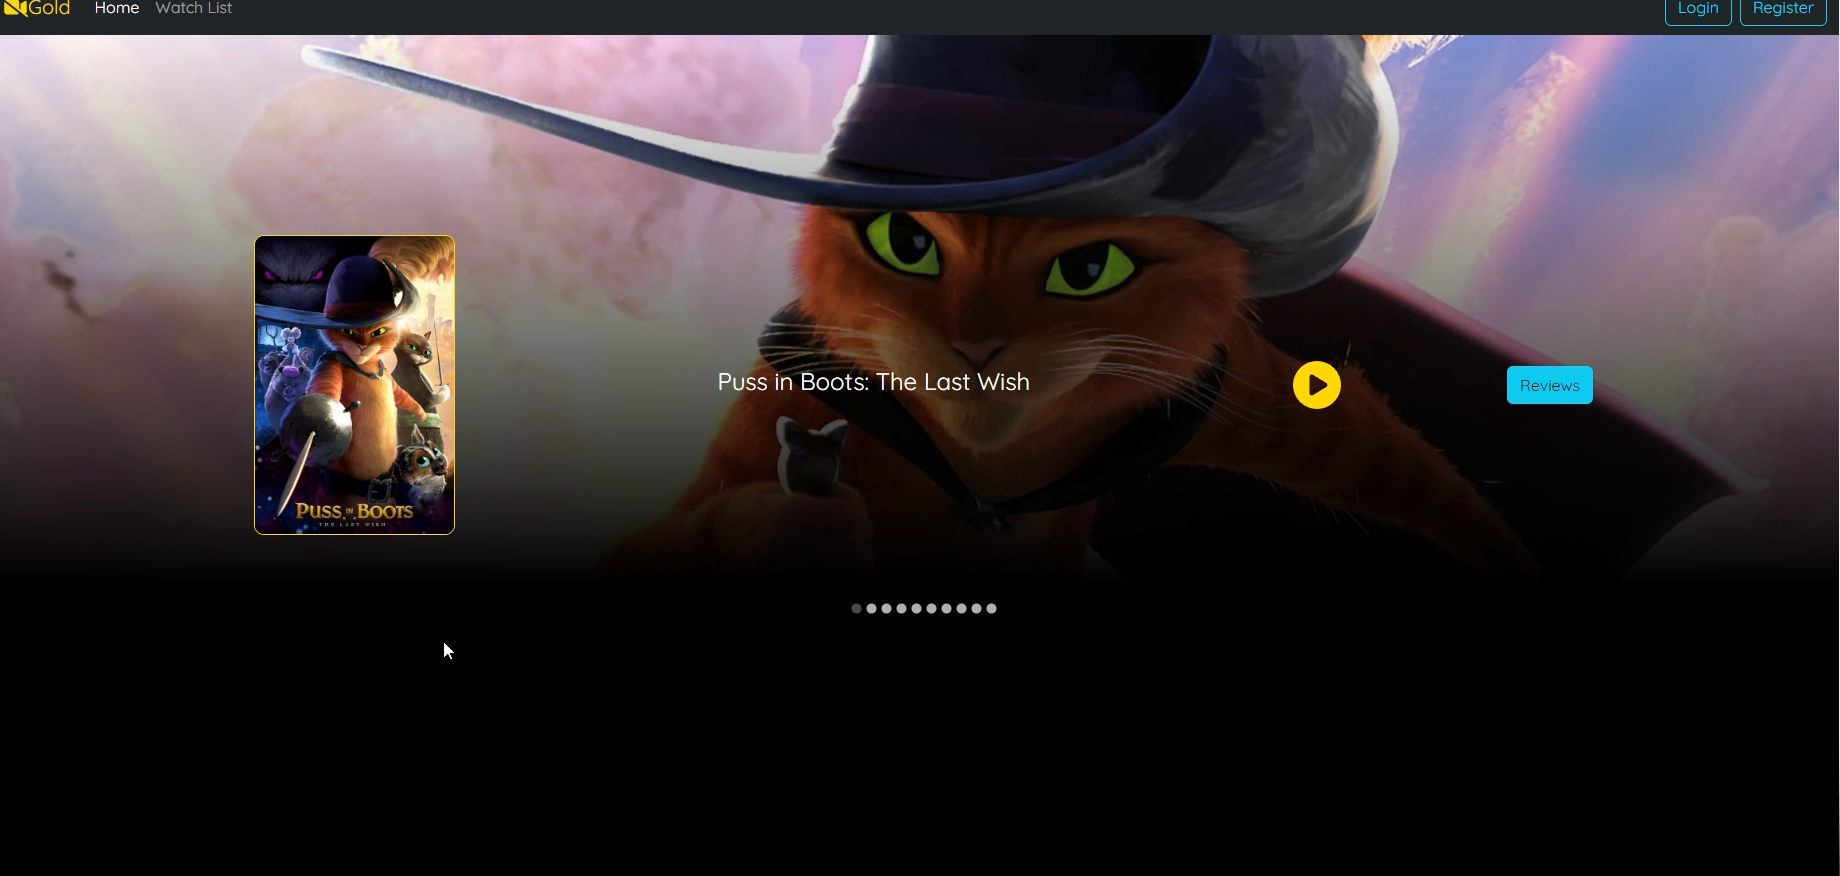 Gold
Home
Watch List
Login
Register
Puss in Boots: The Last Wish
Reviews
PUSS IN BOOTS
THE LAST WISH